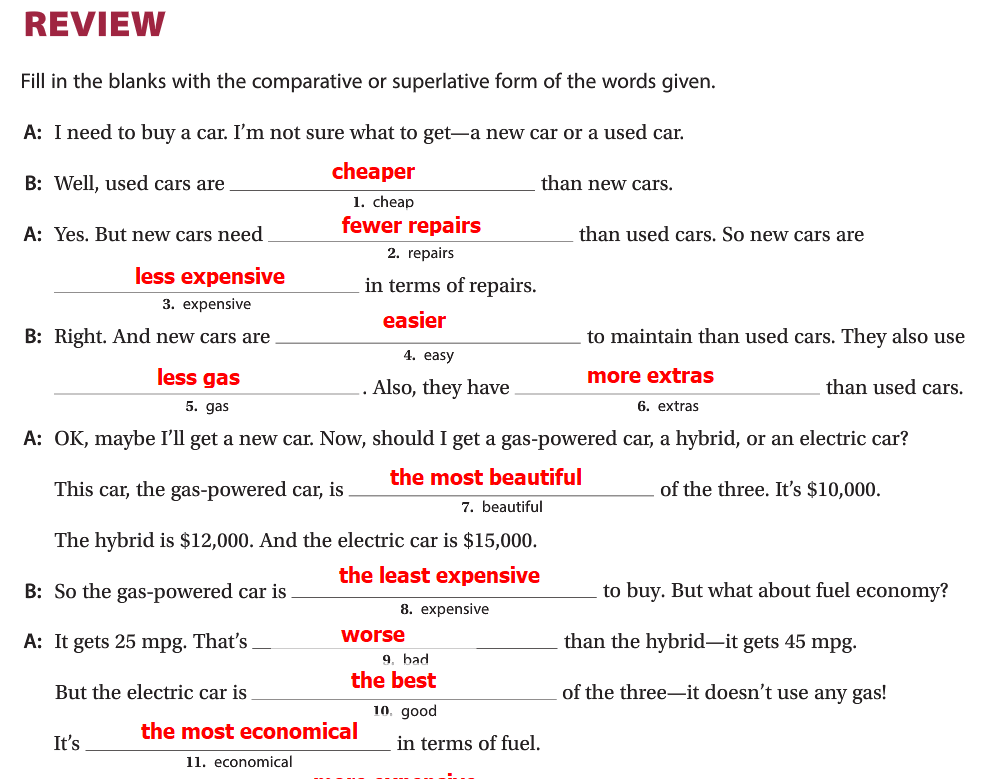 REVIEW
Fill in the blanks with the comparative or superlative form of the words given.
A: I need to buy a car. I'm not sure what to get—a new car or a used car.
B: Well, used cars are cheaper than new cars.
1. cheap
A: Yes. But new cars need fewer repairs than used cars. So new cars are
2. repairs
less expensive in terms of repairs.
3. expensive
B: Right. And new cars are easier to maintain than used cars. They also use
4. easy
less gas . Also, they have more extras than used cars.
5. gas 6. extras
A: OK, maybe I'll get a new car. Now, should I get a gas-powered car, a hybrid, or an electric car?
This car, the gas-powered car, is the most beautiful of the three. It's $10,000.
7. beautiful
The hybrid is $12,000. And the electric car is $15,000.
B: So the gas-powered car is the least expensive to buy. But what about fuel economy?
8. expensive
A: It gets 25 mpg. That's worse than the hybrid—it gets 45 mpg.
9. bad
But the electric car is the best of the three—it doesn't use any gas!
10. good
It's the most economical in terms of fuel.
11. economical